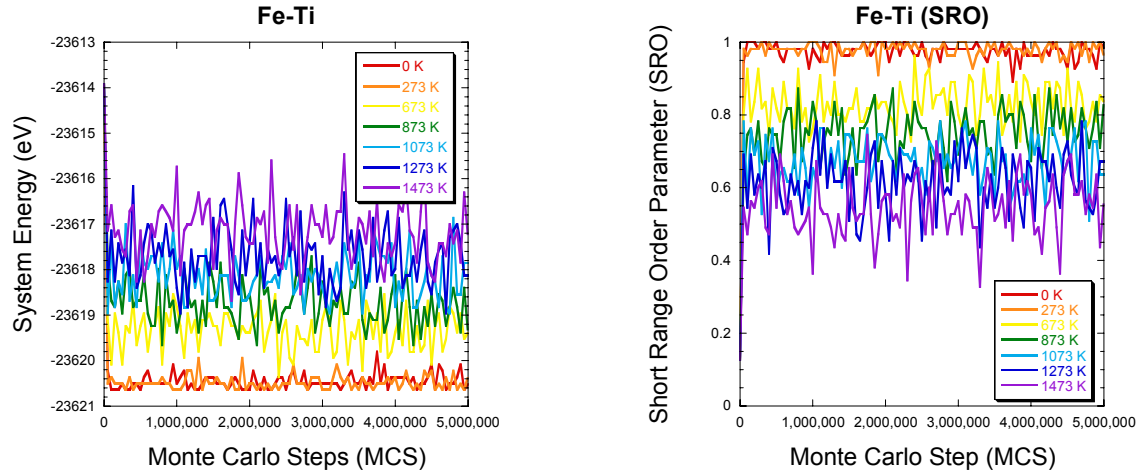 Fe-Ti
System Energy (eV)
-23613
-23614
-23615
-23616
-23617
-23618
-23619
-23620
-23621
0 K
273 K
673 K
873 K
1073 K
1273 K
1473 K
0 1,000,000 2,000,000 3,000,000 4,000,000 5,000,000
Monte Carlo Steps (MCS)
Fe-Ti (SRO)
Short Range Order Parameter (SRO)
1
0.8
0.6
0.4
0.2
0
0 K
273 K
673 K
873 K
1073 K
1273 K
1473 K
0 1,000,000 2,000,000 3,000,000 4,000,000 5,000,000
Monte Carlo Step (MCS)